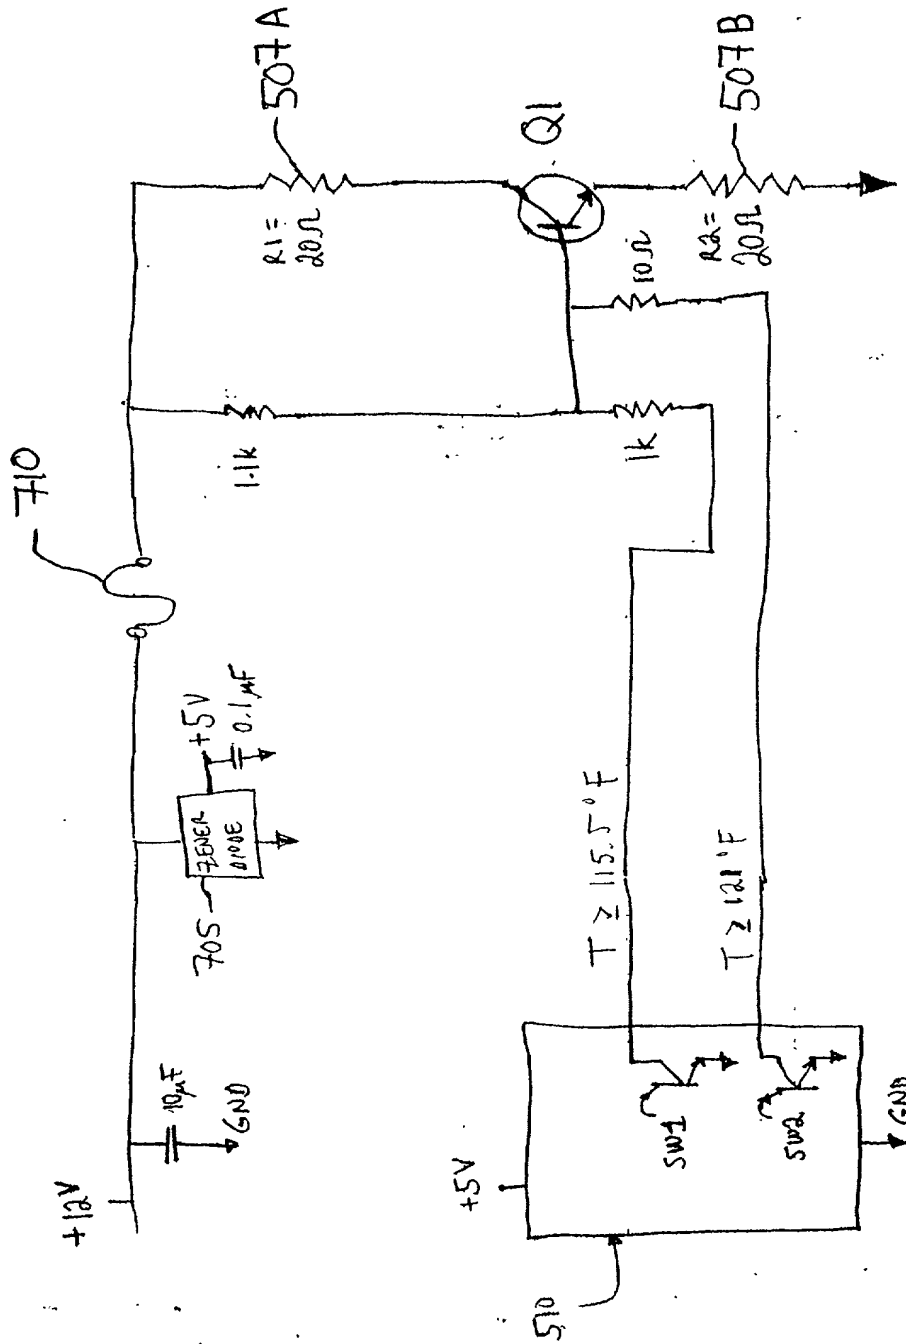 710
507A
+12V
10µF
GND
705
ZENER
DIODE
+5V
0.1µF
1.1k
R1=
20Ω
Q1
1k
10Ω
R2=
20Ω
507B
T ≥ 115.5°F
T ≥ 121°F
+5V
SW1
SW2
510
GND